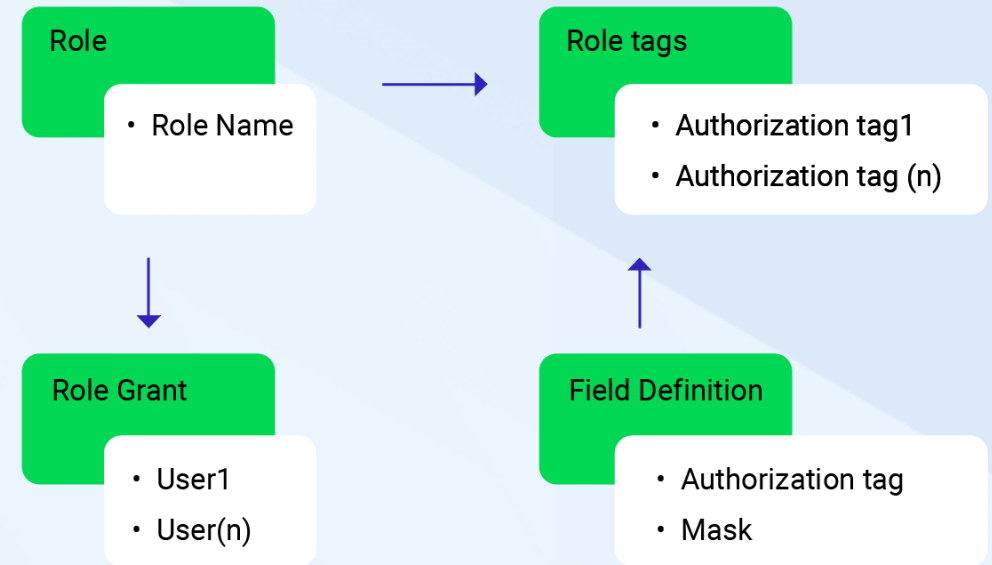 Role
• Role Name
Role tags
• Authorization tag1
• Authorization tag (n)
Role Grant
• User1
• User(n)
Field Definition
• Authorization tag
• Mask